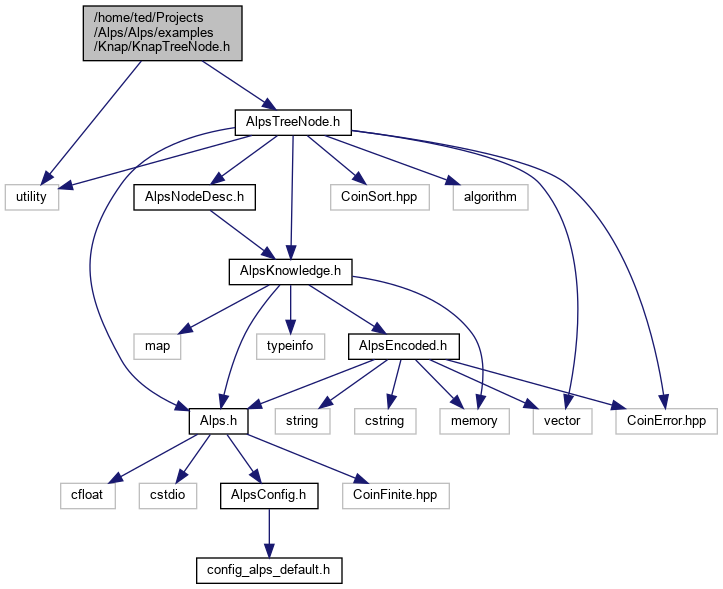 /home/ted/Projects
/Alps/Alps/examples
/Knap/KnapTreeNode.h
AlpsTreeNode.h
utility
AlpsNodeDesc.h
CoinSort.hpp
algorithm
AlpsKnowledge.h
map
typeinfo
AlpsEncoded.h
Alps.h
string
cstring
memory
vector
CoinError.hpp
cfloat
cstdio
AlpsConfig.h
CoinFinite.hpp
config_alps_default.h